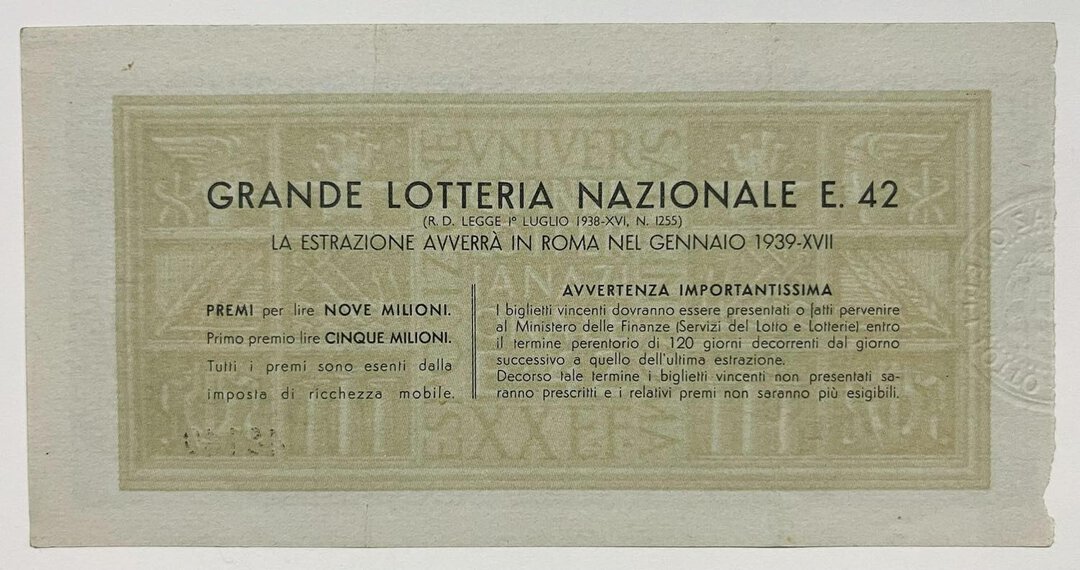 GRANDE LOTTERIA NAZIONALE E. 42
(R. D. LEGGE 1º LUGLIO 1938-XVI, N. 1255)
LA ESTRAZIONE AVVERRÀ IN ROMA NEL GENNAIO 1939-XVII
PREMI per lire NOVE MILIONI.
Primo premio lire CINQUE MILIONI.
Tutti i premi sono esenti dalla
imposta di ricchezza mobile.
AVVERTENZA IMPORTANTISSIMA
I biglietti vincenti dovranno essere presentati o fatti pervenire
al Ministero delle Finanze (Servizi del Lotto e Lotterie) entro
il termine perentorio di 120 giorni decorrenti dal giorno
successivo a quello dell'ultima estrazione.
Decorso tale termine i biglietti vincenti non presentati sa-
ranno prescritti e i relativi premi non saranno più esigibili.